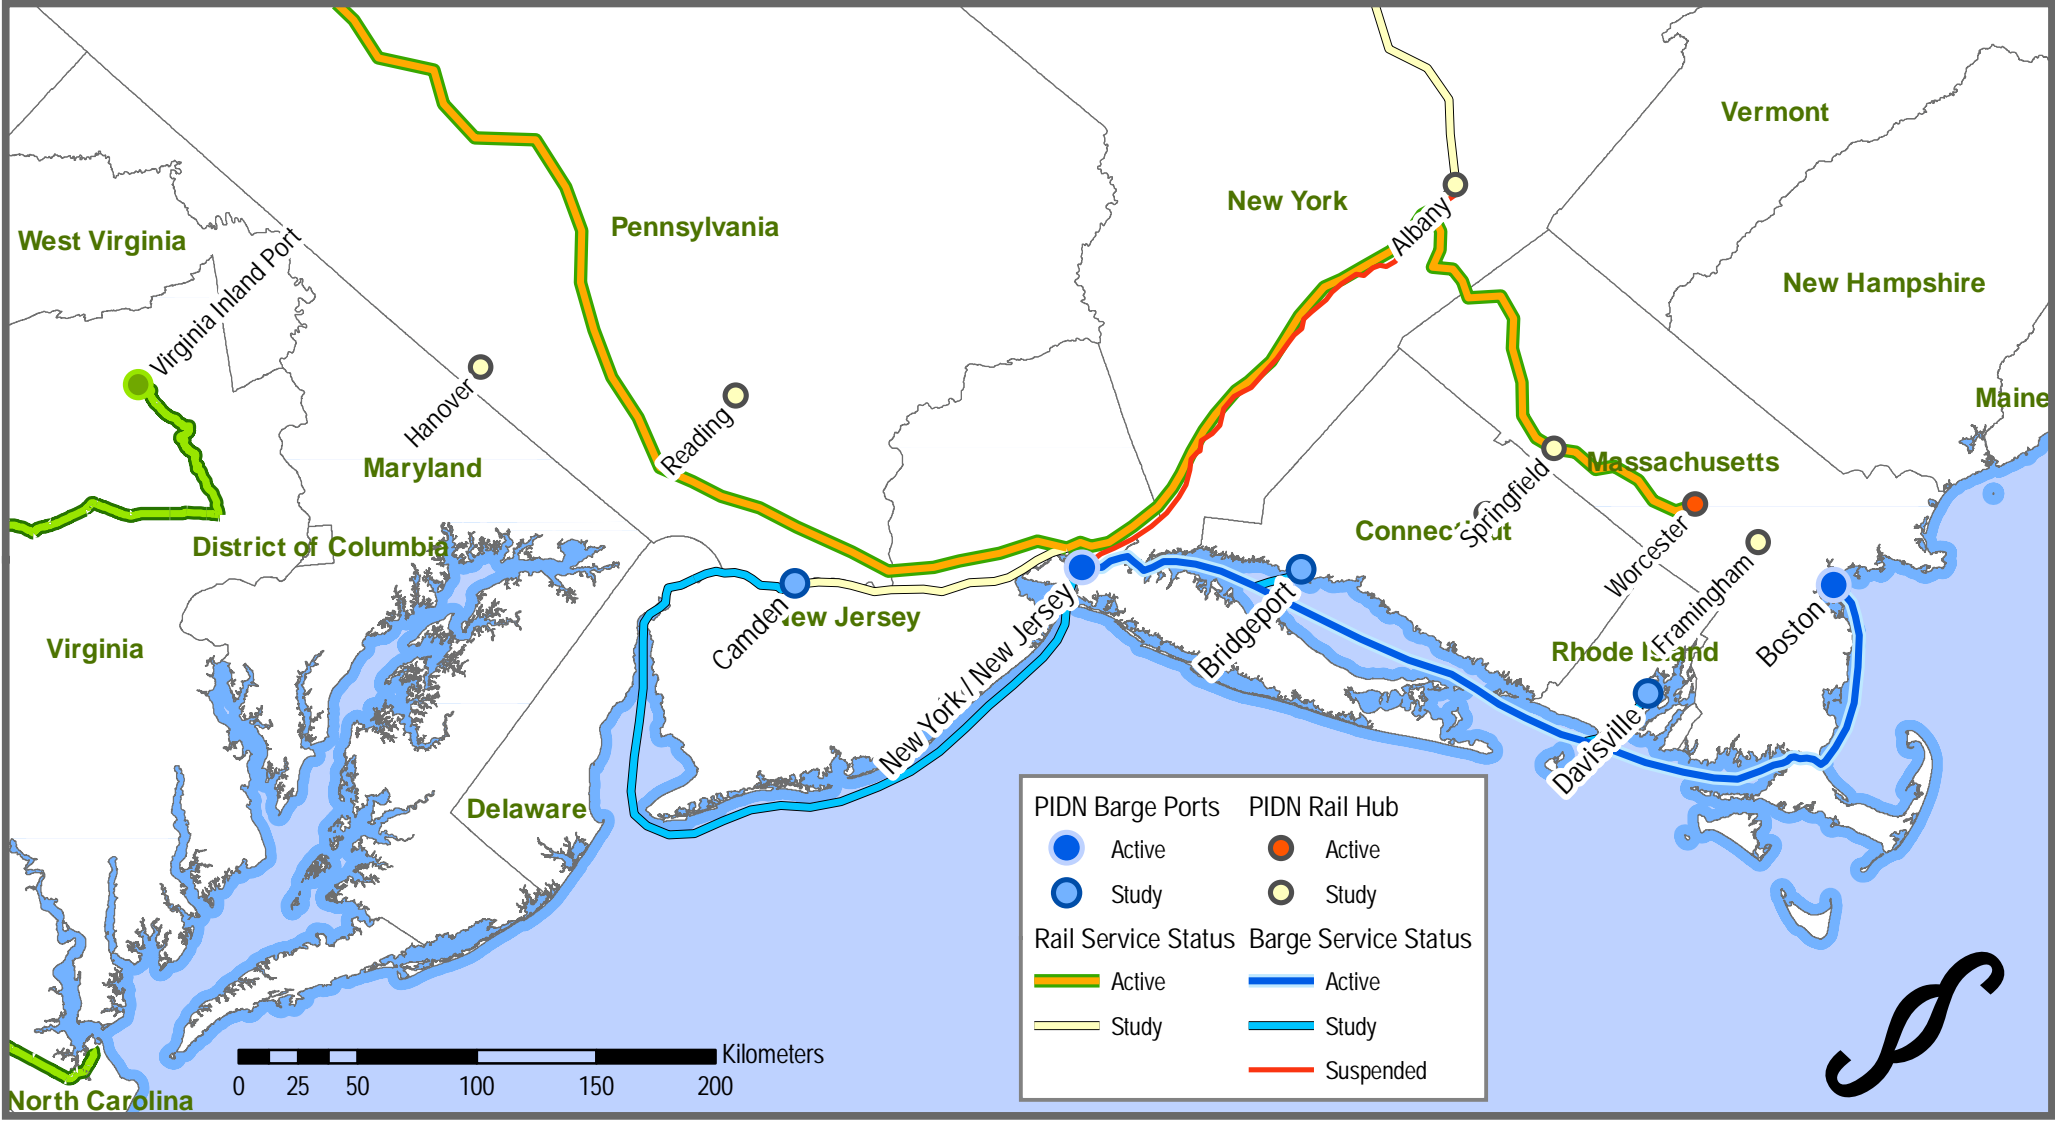 Vermont
New York
Pennsylvania
West Virginia
Virginia Inland Port
Albany
New Hampshire
Maine
Hanover
Reading
Maryland
Massachusetts
Springfield
Connecticut
Worcester
District of Columbia
Framingham
Boston
New Jersey
Camden
New York / New Jersey
Bridgeport
Rhode Island
Virginia
Davisville
Delaware
PIDN Barge Ports
Active
Study
PIDN Rail Hub
Active
Study
Rail Service Status
Active
Study
Barge Service Status
Active
Study
Suspended
Kilometers
0 25 50 100 150 200
North Carolina